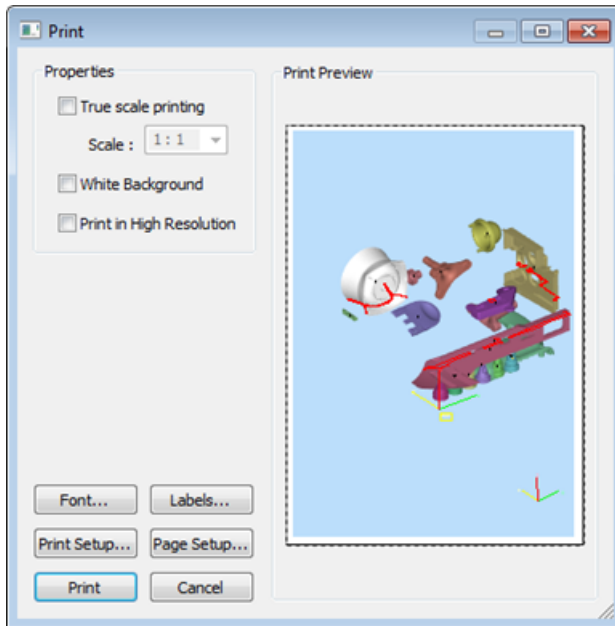 Print
Properties
True scale printing
Scale :
1 : 1
White Background
Print in High Resolution
Print Preview
Font...
Labels...
Print Setup...
Page Setup...
Print
Cancel